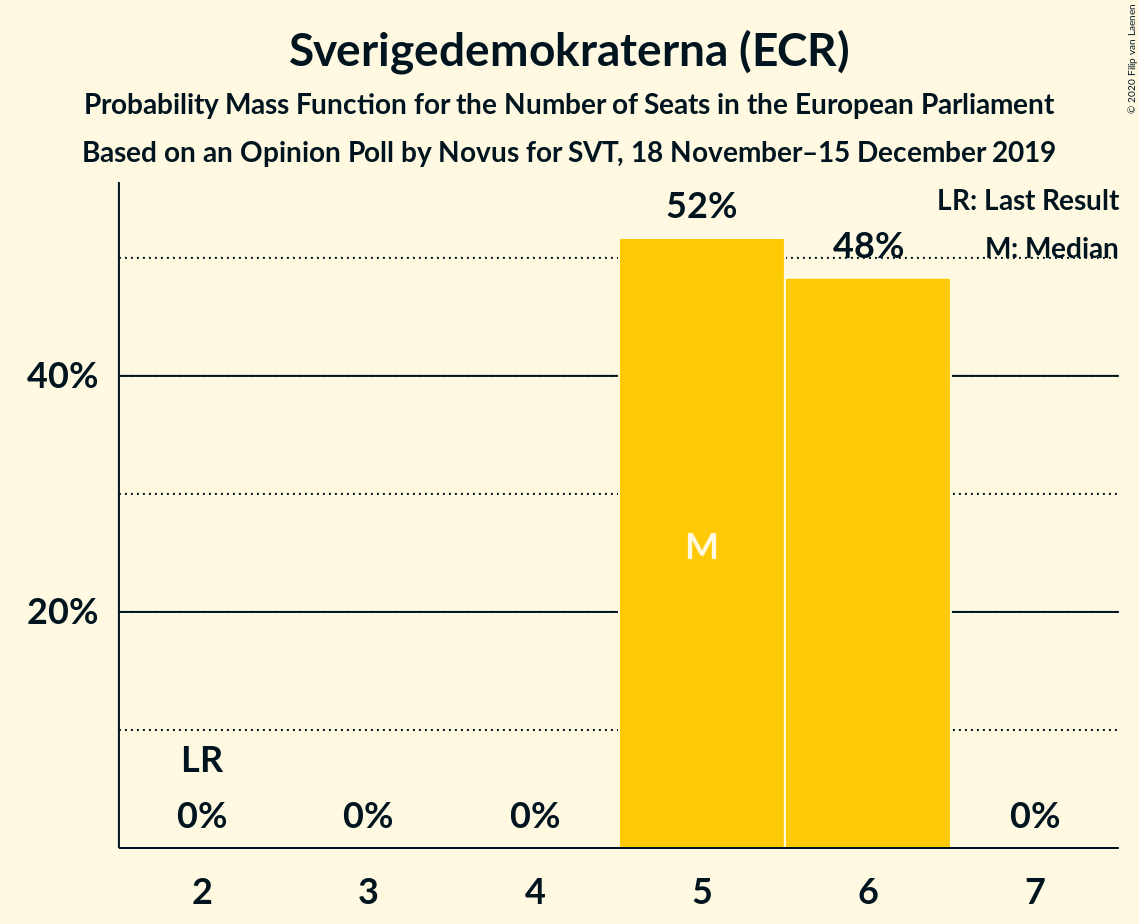 Sverigedemokraterna (ECR)
Probability Mass Function for the Number of Seats in the European Parliament
Based on an Opinion Poll by Novus for SVT, 18 November–15 December 2019
© 2020 Filip van Laenen
LR: Last Result
M: Median
52%
48%
40%
20%
M
LR
0%
0%
0%
0%
2
3
4
5
6
7